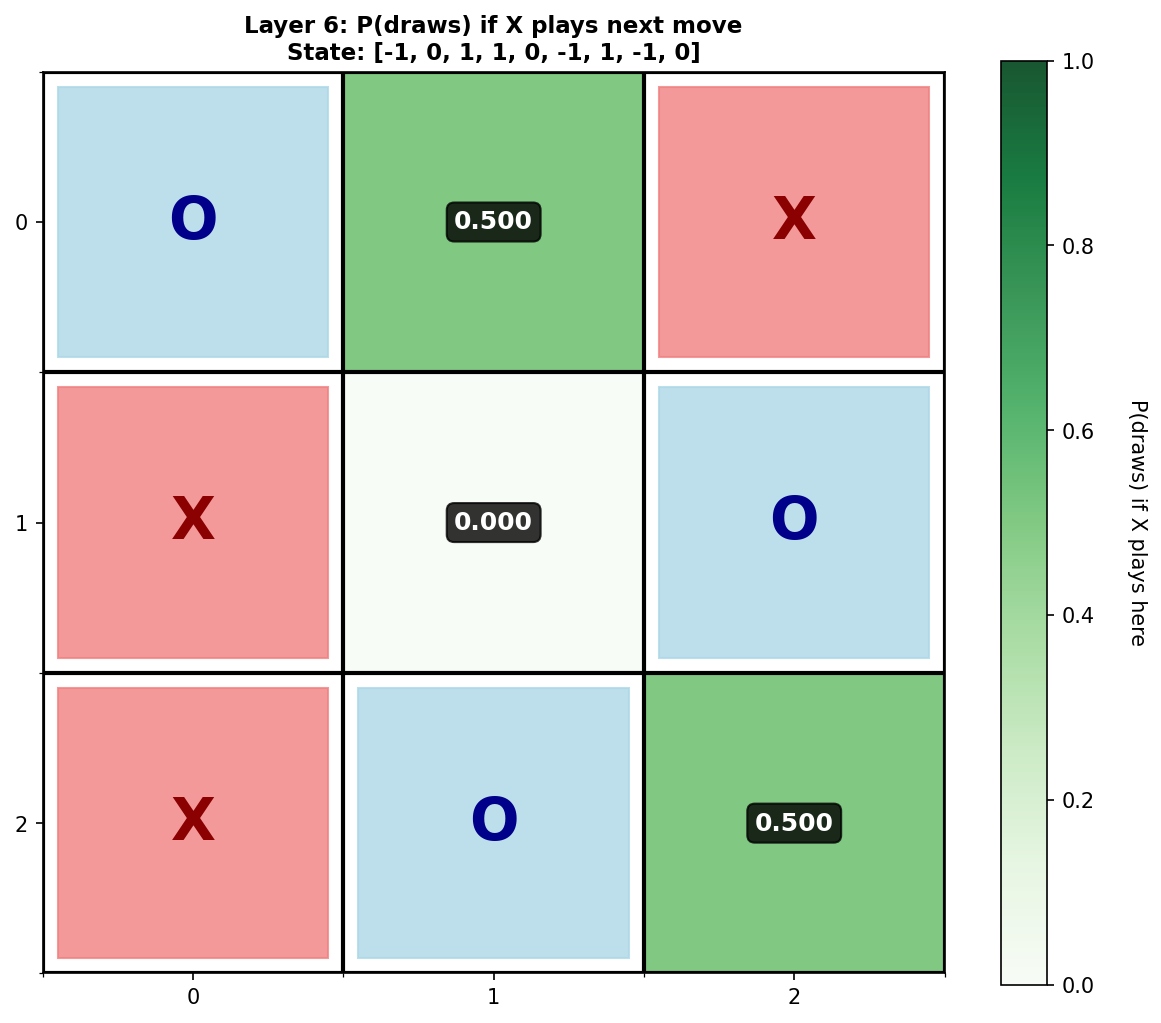 Layer 6: P(draws) if X plays next move
State: [-1, 0, 1, 1, 0, -1, 1, -1, 0]
O
0.500
X
X
0.000
O
X
O
0.500
0
1
2
0
1
2
1.0
0.8
0.6
0.4
0.2
0.0
P(draws) if X plays here